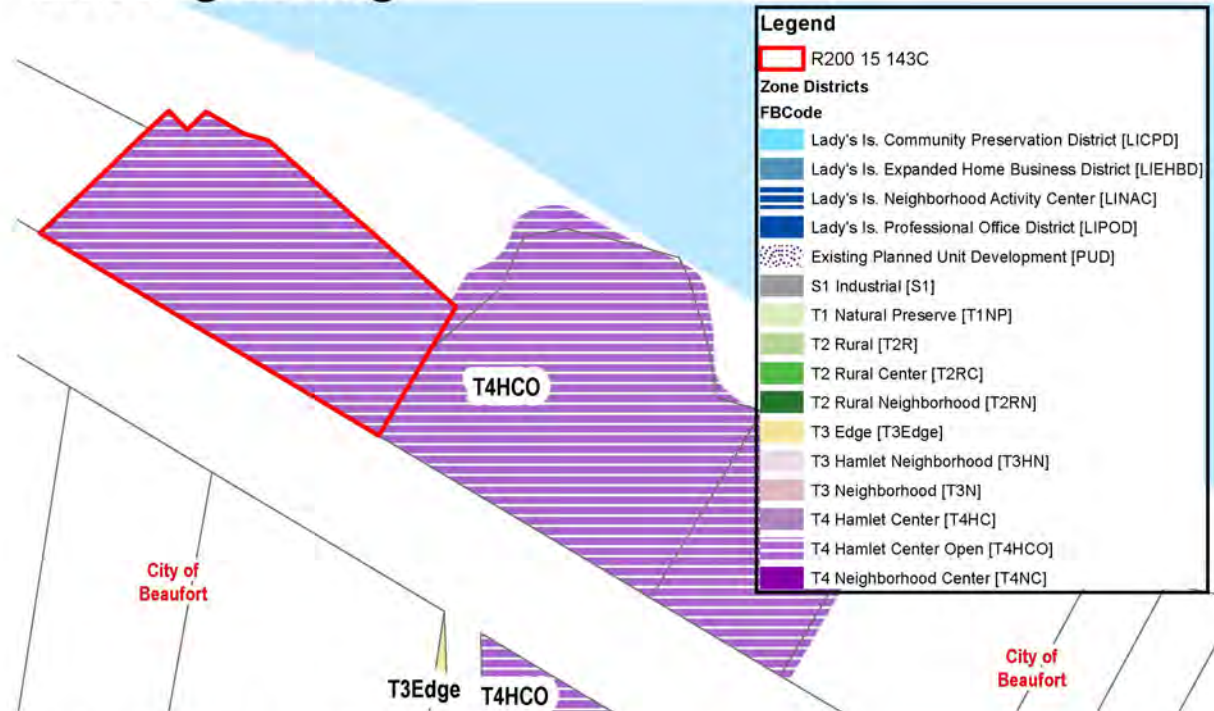 Legend
R200 15 143C
Zone Districts
FBCode
Lady's Is. Community Preservation District [LICPD]
Lady's Is. Expanded Home Business District [LIEHBD]
Lady's Is. Neighborhood Activity Center [LINAC]
Lady's Is. Professional Office District [LIPOD]
Existing Planned Unit Development [PUD]
S1 Industrial [S1]
T1 Natural Preserve [T1NP]
T2 Rural [T2R]
T2 Rural Center [T2RC]
T2 Rural Neighborhood [T2RN]
T3 Edge [T3Edge]
T3 Hamlet Neighborhood [T3HN]
T3 Neighborhood [T3N]
T4 Hamlet Center [T4HC]
T4 Hamlet Center Open [T4HCO]
T4 Neighborhood Center [T4NC]
T4HCO
City of
Beaufort
T3Edge
T4HCO
City of
Beaufort